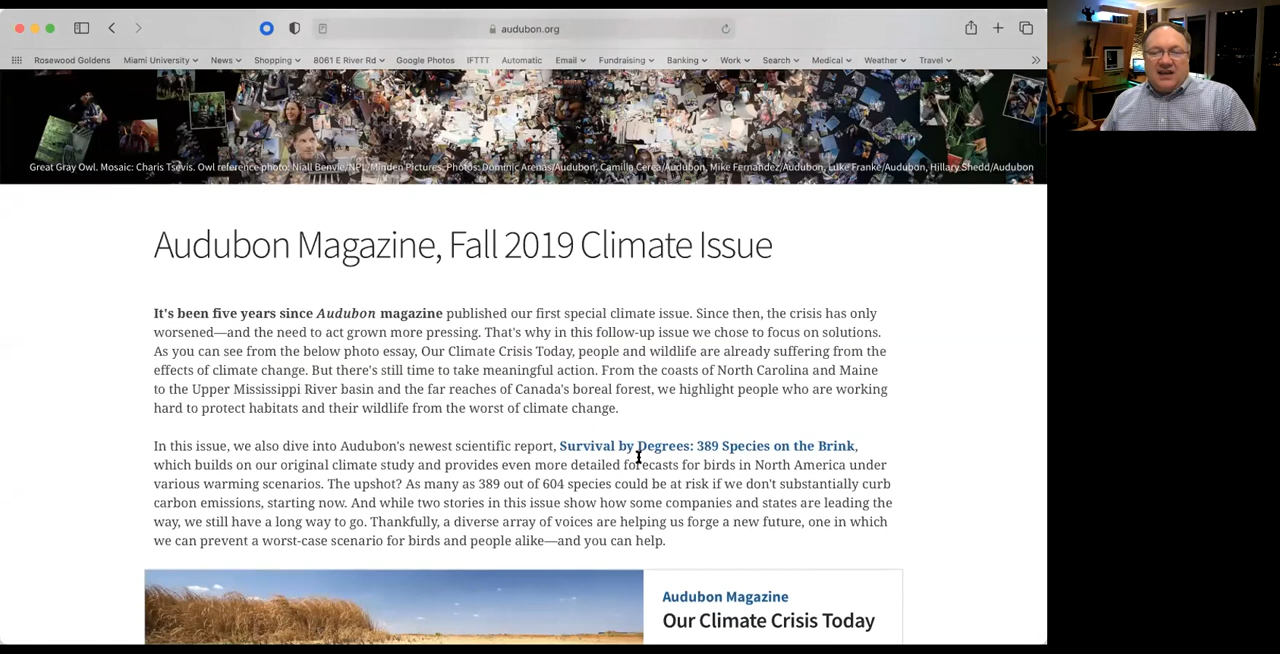 audubon.org
Rosewood Goldens Miami University News Shopping 8061 E River Rd Google Photos IFTTT Automatic Email Fundraising Banking Work Search Medical Weather Travel
Great Gray Owl. Mosaic: Charis Tsevis. Owl reference photo: Niall Benvie/NPL/Minden Pictures. Photos: Dominic Arenas/Audubon, Camilla Cerea/Audubon, Mike Fernandez/Audubon, Luke Franke/Audubon, Hillary Shedd/Audubon
Audubon Magazine, Fall 2019 Climate Issue
It's been five years since Audubon magazine published our first special climate issue. Since then, the crisis has only
worsened—and the need to act grown more pressing. That's why in this follow-up issue we chose to focus on solutions.
As you can see from the below photo essay, Our Climate Crisis Today, people and wildlife are already suffering from the
effects of climate change. But there's still time to take meaningful action. From the coasts of North Carolina and Maine
to the Upper Mississippi River basin and the far reaches of Canada's boreal forest, we highlight people who are working
hard to protect habitats and their wildlife from the worst of climate change.
In this issue, we also dive into Audubon's newest scientific report, Survival by Degrees: 389 Species on the Brink,
which builds on our original climate study and provides even more detailed forecasts for birds in North America under
various warming scenarios. The upshot? As many as 389 out of 604 species could be at risk if we don't substantially curb
carbon emissions, starting now. And while two stories in this issue show how some companies and states are leading the
way, we still have a long way to go. Thankfully, a diverse array of voices are helping us forge a new future, one in which
we can prevent a worst-case scenario for birds and people alike—and you can help.
Audubon Magazine
Our Climate Crisis Today